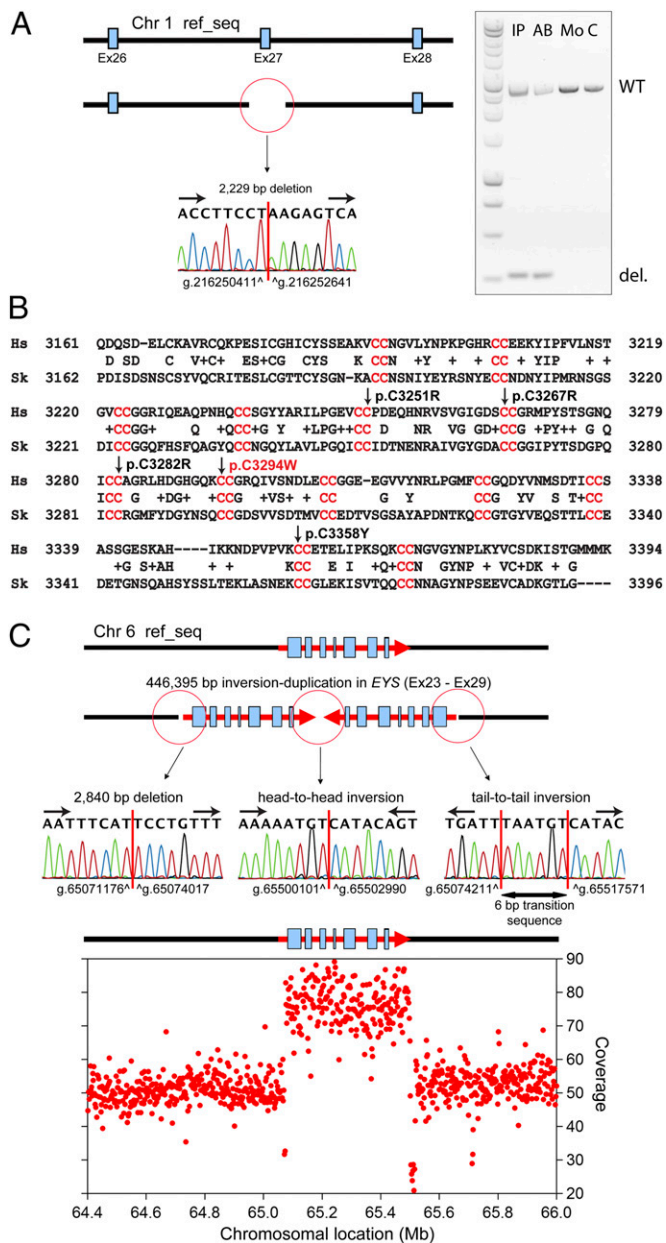 A
Chr 1 ref_seq
Ex26 Ex27 Ex28
2,229 bp deletion
ACCTTCCTAAGAGTCA
g.216250411^ ^g.216252641
IP AB Mo C
WT
del.
B
Hs 3161 QDQSD-ELCKAVRCQKPESICGHICYSSEAKVCCNGVLYNPKPGHRCCEEKYIPFVLNST 3219
D SD C V+C+ ES+CG CYS K CC N +Y + + CC + YIP + +
Sk 3162 PDISDSNSCSYVQCRITESLCGTTCYSGN-KACCNSNIYEYRSNYECCNDNYIPMRNSGS 3220
p.C3251R p.C3267R
Hs 3220 GVCCGGRIQEAQPNHQCCSGYYARILPGEVCCPDEQHNRVSVGIGDSCCGRMPYSTSGNQ 3279
+CCGG+ Q + CC+ Y +LPG++CC D N R VG GD+CCG +PY ++ +
Sk 3221 DICCGGQFHSFQAGYQCCNGQYLAVLPGQICCIDTNENRAIVGYGDACCGGIPYTSDGPQ 3280
p.C3282R p.C3294W
Hs 3280 ICCAGRLHDGHGQKCCGRQIVSNDLECCGGE-EGVVYNRLPGMFCCGQDYVNMSDTICCS 3338
ICC G +DG+ +CCG +VS+ + CC + V+ + CCG Y S T+CC
Sk 3281 ICCRGMFYDGYNSQCCGDSVVSDTMVCCEDTVSGSAYAPDNTKQCCGTGYVEQSTTLCCE 3340
p.C3358Y
Hs 3339 ASSGESKAH----IKKNDPVPVKCCETELIPKSQKCCNGVGYNPLKYVCSDKISTGMMMK 3394
+G S+AH + + +CC E I +Q+CCN GYNP + VC+DK + G
Sk 3341 DETGNSQAHSYSSLTEKLASNEKCCGLEKISVTQQCCNNAGYNPSEEVCADKGTLG---- 3396
C
Chr 6 ref_seq
446,395 bp inversion-duplication in EYS (Ex23 - Ex29)
2,840 bp deletion head-to-head inversion tail-to-tail inversion
AATTTCATTCCTGTTT AAAAATGTCATACAGT TGATTTAATGTCATAC
g.65071176^ ^g.65074017 g.65500101^ ^g.65502990 g.65074211^ ^g.65517571
6 bp transition
sequence
90
80
70
60
50
40
30
20
Coverage
64.4 64.6 64.8 65.0 65.2 65.4 65.6 65.8 66.0
Chromosomal location (Mb)